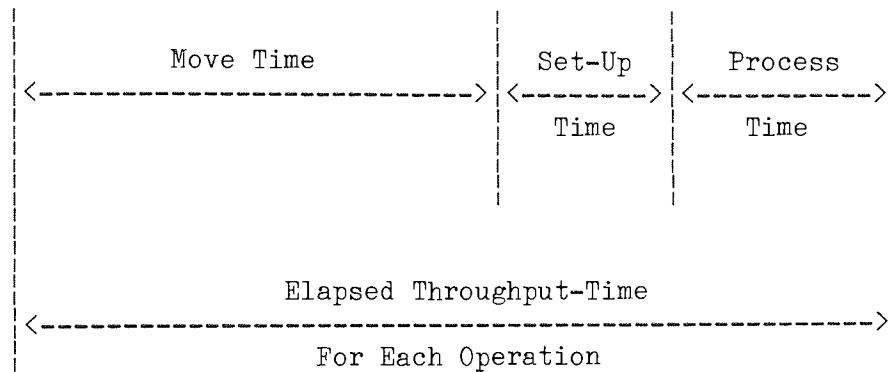 Move Time
Set-Up
Process
Time
Time
Elapsed Throughput-Time
For Each Operation